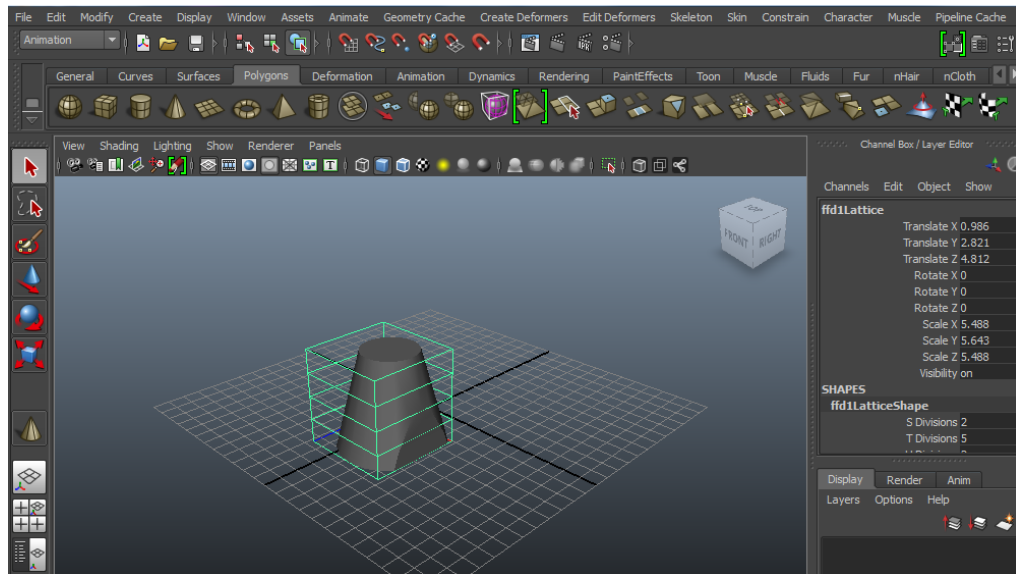 File Edit Modify Create Display Window Assets Animate Geometry Cache Create Deformers Edit Deformers Skeleton Skin Constrain Character Muscle Pipeline Cache
Animation
General Curves Surfaces Polygons Deformation Animation Dynamics Rendering PaintEffects Toon Muscle Fluids Fur nHair nCloth
View Shading Lighting Show Renderer Panels
Channel Box / Layer Editor
Channels Edit Object Show
ffd1Lattice
Translate X 0.986
Translate Y 2.821
Translate Z 4.812
Rotate X 0
Rotate Y 0
Rotate Z 0
Scale X 5.488
Scale Y 5.643
Scale Z 5.488
Visibility on
SHAPES
ffd1LatticeShape
S Divisions 2
T Divisions 5
TOP
FRONT RIGHT
Display Render Anim
Layers Options Help